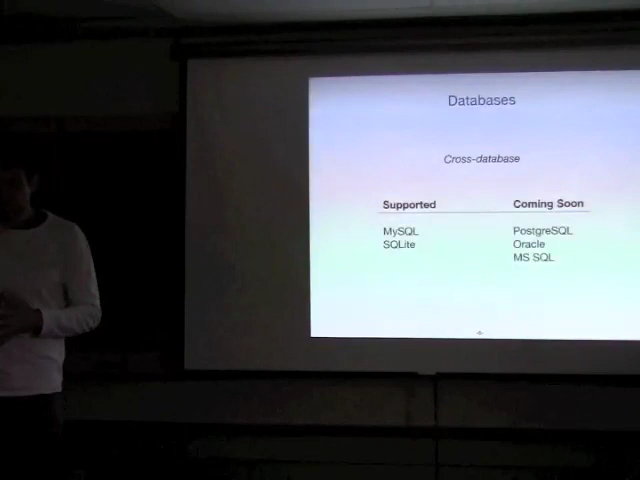 Databases
Cross-database
Supported Coming Soon
MySQL PostgreSQL
SQLite Oracle
MS SQL